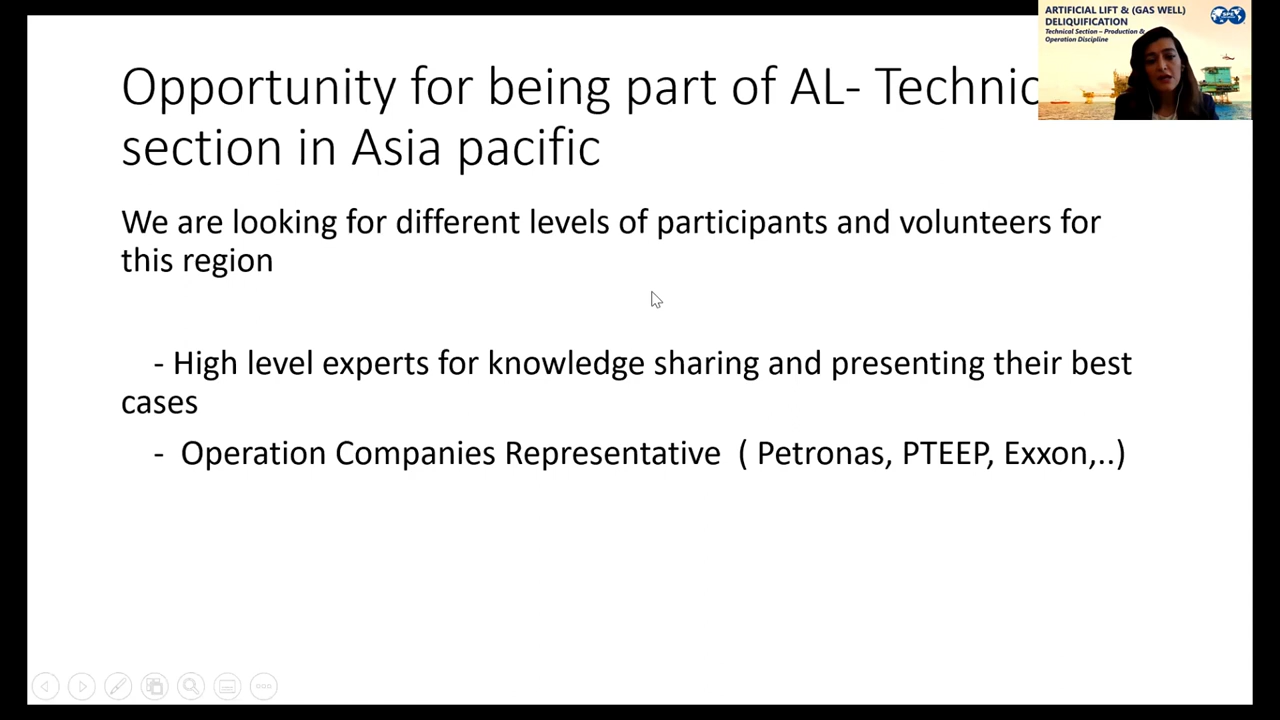 ARTIFICIAL LIFT & (GAS WELL)
DELIQUIFICATION
Technical Section – Production &
Operation Discipline
Opportunity for being part of AL- Technic
section in Asia pacific
We are looking for different levels of participants and volunteers for
this region
- High level experts for knowledge sharing and presenting their best
cases
- Operation Companies Representative ( Petronas, PTEEP, Exxon,..)